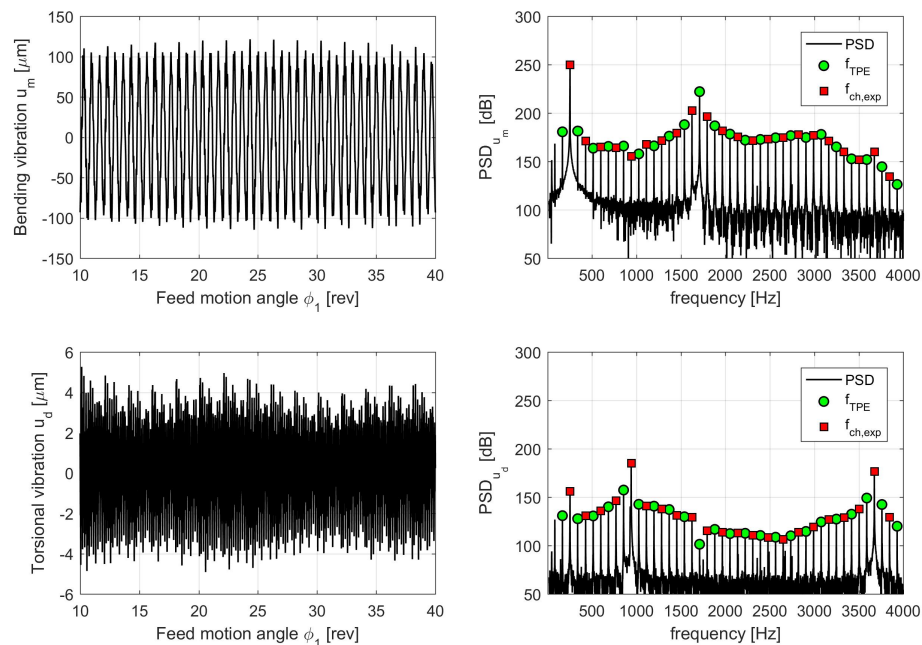 150
100
50
0
-50
-100
-150
10 15 20 25 30 35 40
Bending vibration u_m [μm]
Feed motion angle ϕ_1 [rev]
300
250
200
150
100
50
500 1000 1500 2000 2500 3000 3500 4000
PSD_{u_m} [dB]
frequency [Hz]
PSD
f_TPE
f_ch,exp
6
4
2
0
-2
-4
-6
10 15 20 25 30 35 40
Torsional vibration u_d [μm]
Feed motion angle ϕ_1 [rev]
300
250
200
150
100
50
500 1000 1500 2000 2500 3000 3500 4000
PSD_{u_d} [dB]
frequency [Hz]
PSD
f_TPE
f_ch,exp